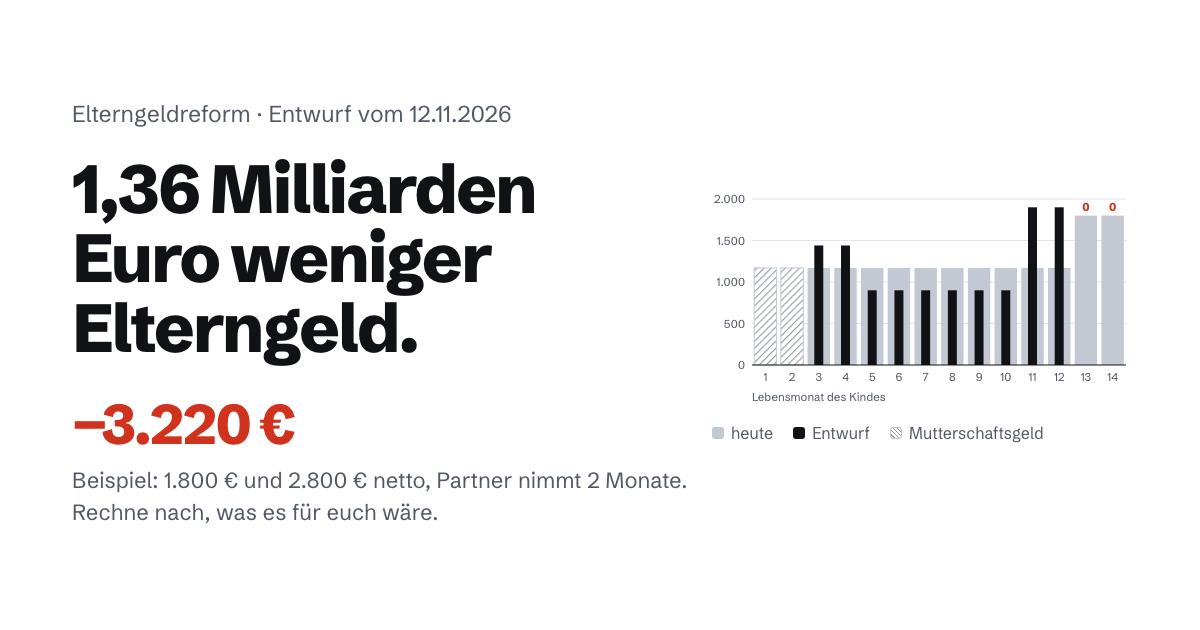 Elterngeldreform · Entwurf vom 12.11.2026
1,36 Milliarden
Euro weniger
Elterngeld.
–3.220 €
Beispiel: 1.800 € und 2.800 € netto, Partner nimmt 2 Monate.
Rechne nach, was es für euch wäre.
2.000
1.500
1.000
500
0
0 0
1 2 3 4 5 6 7 8 9 10 11 12 13 14
Lebensmonat des Kindes
heute Entwurf Mutterschaftsgeld